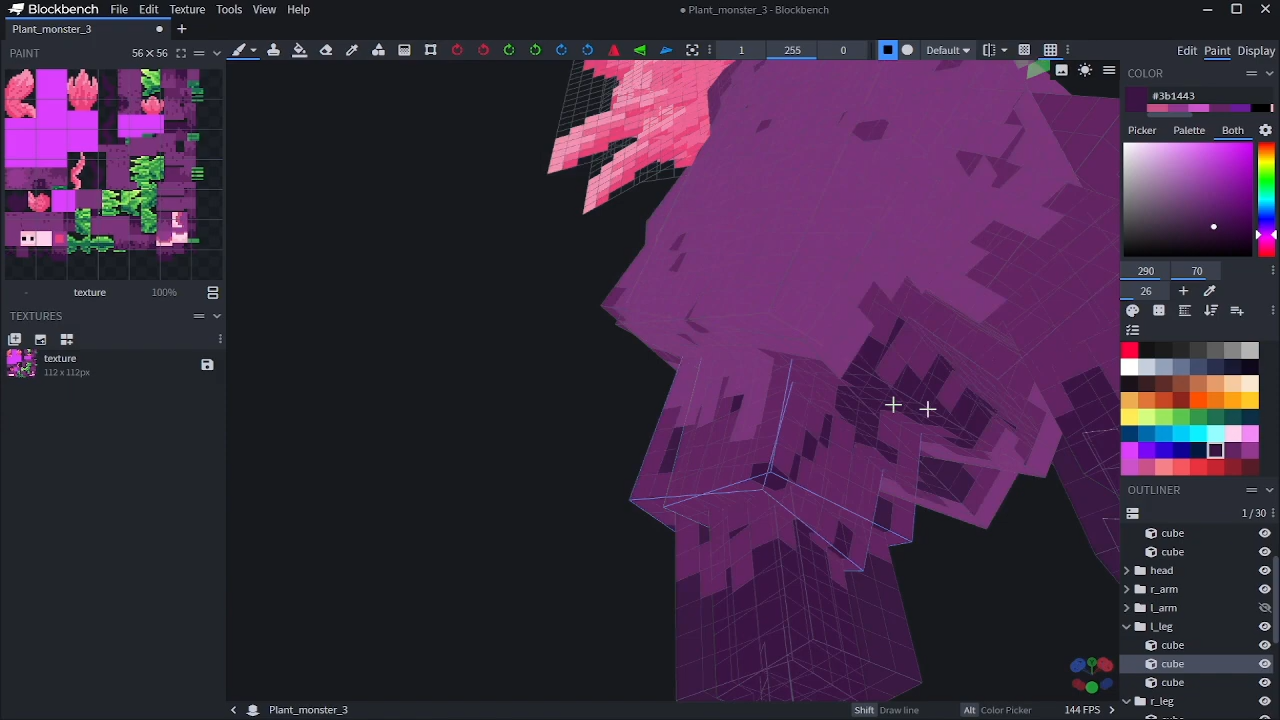 Blockbench File Edit Texture Tools View Help
● Plant_monster_3 - Blockbench
Plant_monster_3
PAINT 56 × 56
1 255 0 Default
Edit Paint Display
COLOR
#3b1443
Picker Palette Both
290 70
26
- texture 100%
TEXTURES
texture
112 x 112px
OUTLINER
1/30
cube
cube
head
r_arm
l_arm
l_leg
cube
cube
cube
r_leg
Plant_monster_3
Shift Draw line Alt Color Picker 144 FPS